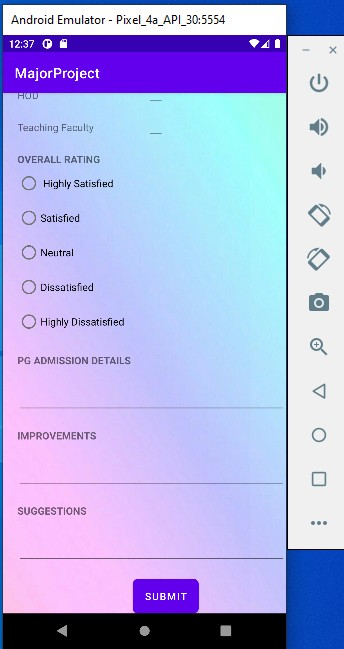 Android Emulator - Pixel_4a_API_30:5554
12:37
MajorProject
HOD
Teaching Faculty
OVERALL RATING
Highly Satisfied
Satisfied
Neutral
Dissatisfied
Highly Dissatisfied
PG ADMISSION DETAILS
IMPROVEMENTS
SUGGESTIONS
SUBMIT